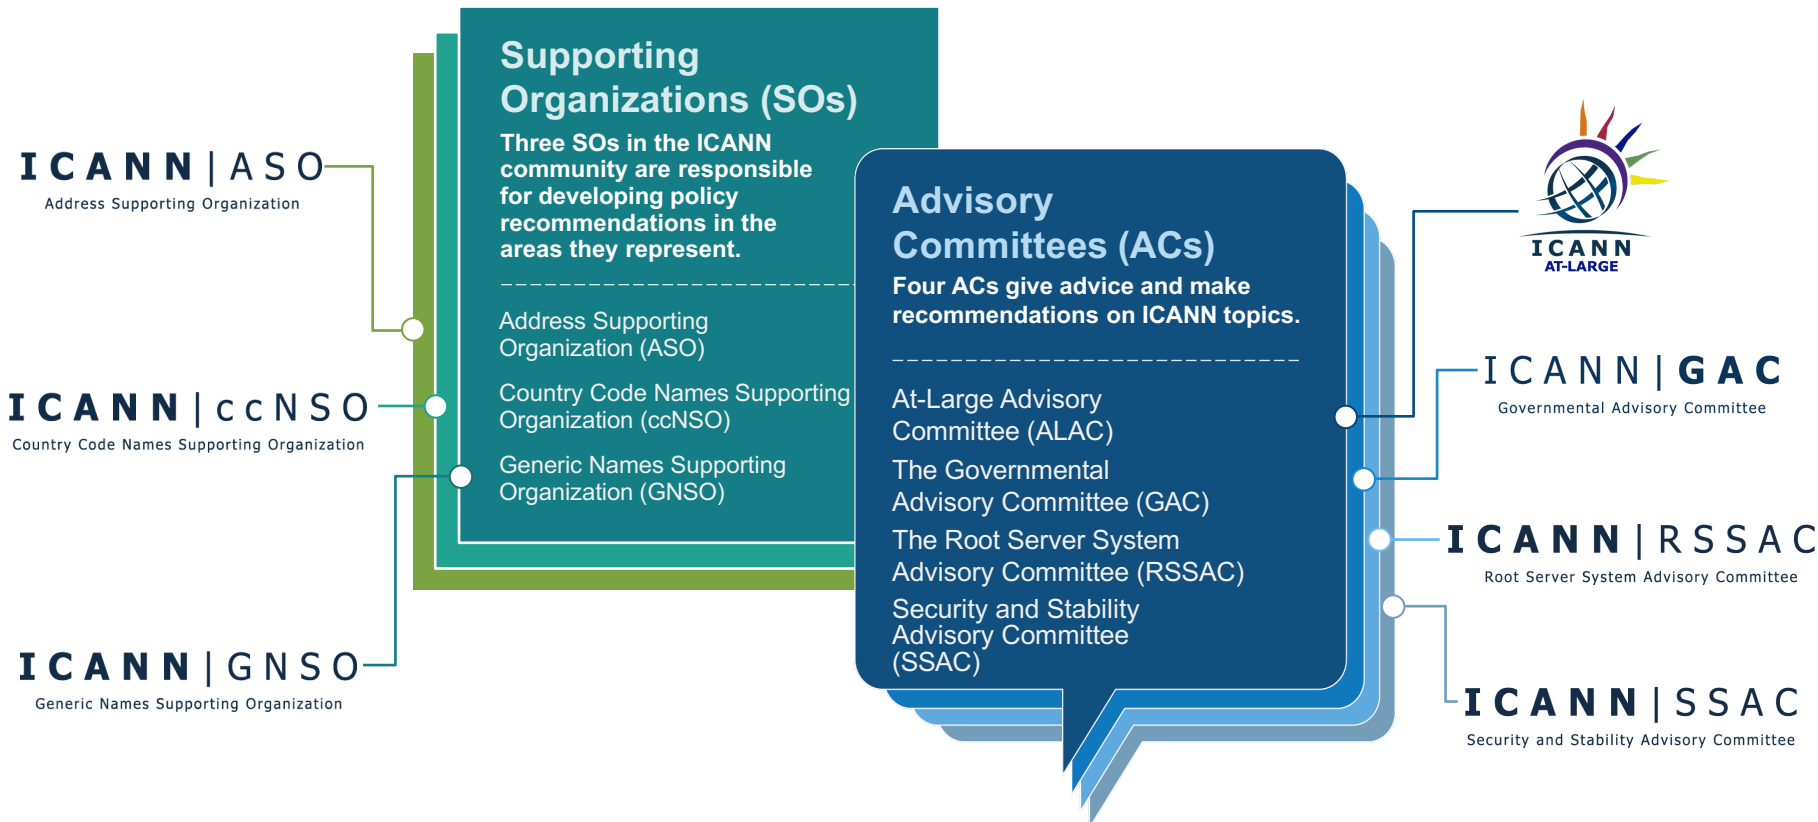 ICANN|ASO
Address Supporting Organization
ICANN|ccNSO
Country Code Names Supporting Organization
ICANN|GNSO
Generic Names Supporting Organization
Supporting
Organizations (SOs)
Three SOs in the ICANN
community are responsible
for developing policy
recommendations in the
areas they represent.
Address Supporting
Organization (ASO)
Country Code Names Supporting
Organization (ccNSO)
Generic Names Supporting
Organization (GNSO)
Advisory
Committees (ACs)
Four ACs give advice and make
recommendations on ICANN topics.
At-Large Advisory
Committee (ALAC)
The Governmental
Advisory Committee (GAC)
The Root Server System
Advisory Committee (RSSAC)
Security and Stability
Advisory Committee
(SSAC)
ICANN
AT-LARGE
ICANN|GAC
Governmental Advisory Committee
ICANN|RSSAC
Root Server System Advisory Committee
ICANN|SSAC
Security and Stability Advisory Committee